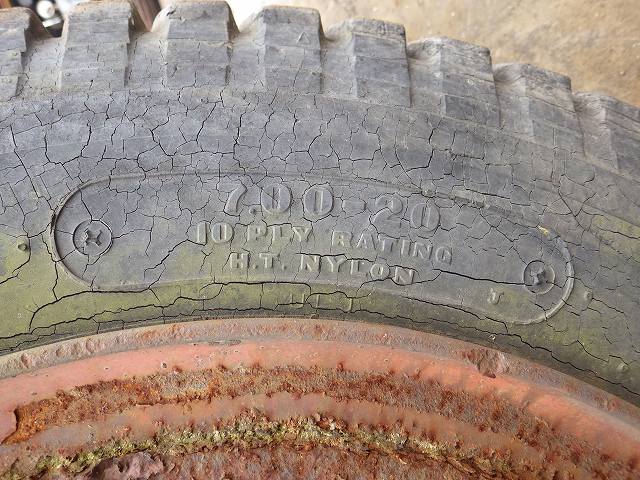 7.00-20
10 PLY RATING
H.T. NYLON
J